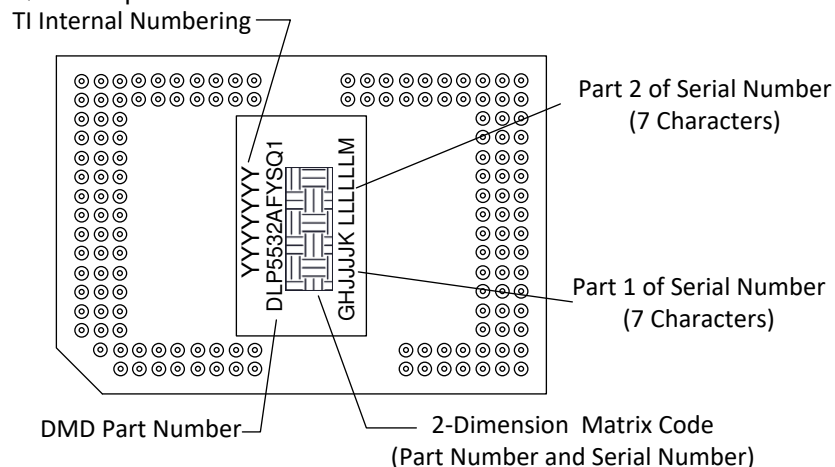 TI Internal Numbering
Part 2 of Serial Number
(7 Characters)
YYYYYYY
DLP5532AFYSQ1
GHJJJJK LLLLLLM
Part 1 of Serial Number
(7 Characters)
DMD Part Number
2-Dimension Matrix Code
(Part Number and Serial Number)